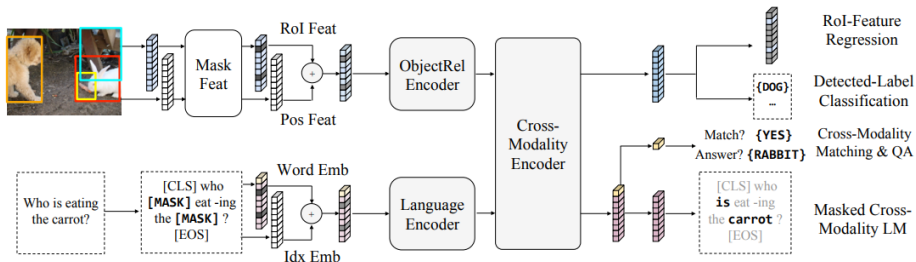 RoI Feat
Mask
Feat
Pos Feat
ObjectRel
Encoder
Cross-
Modality
Encoder
RoI-Feature
Regression
{DOG}
...
Detected-Label
Classification
Match? {YES}
Answer? {RABBIT}
Cross-Modality
Matching & QA
Who is eating
the carrot?
[CLS] who
[MASK] eat -ing
the [MASK] ?
[EOS]
Word Emb
Idx Emb
Language
Encoder
[CLS] who
is eat -ing
the carrot ?
[EOS]
Masked Cross-
Modality LM